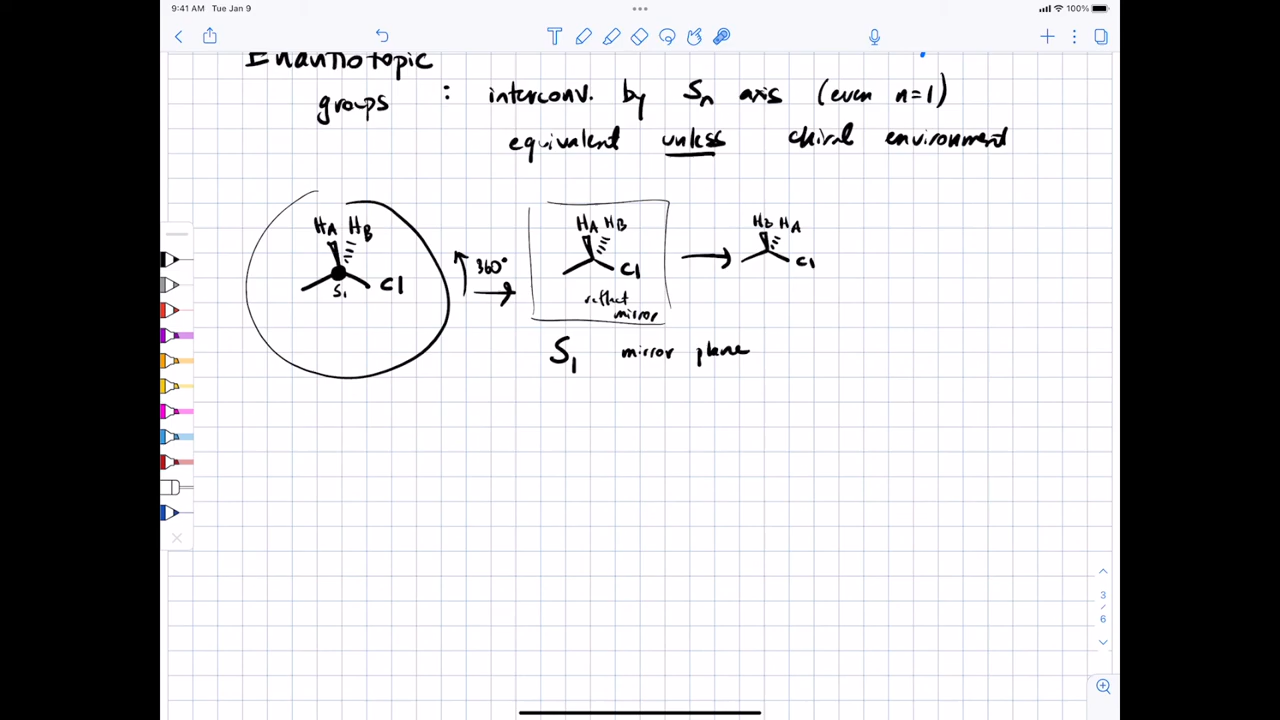 9:41 AM Tue Jan 9
100%
Enantiotopic
groups : interconv. by Sn axis (even n=1)
equivalent unless chiral environment
HA HB
Cl
S1
360°
HA HB
Cl
reflect
mirror
HB HA
Cl
S1 mirror plane
3
/
6